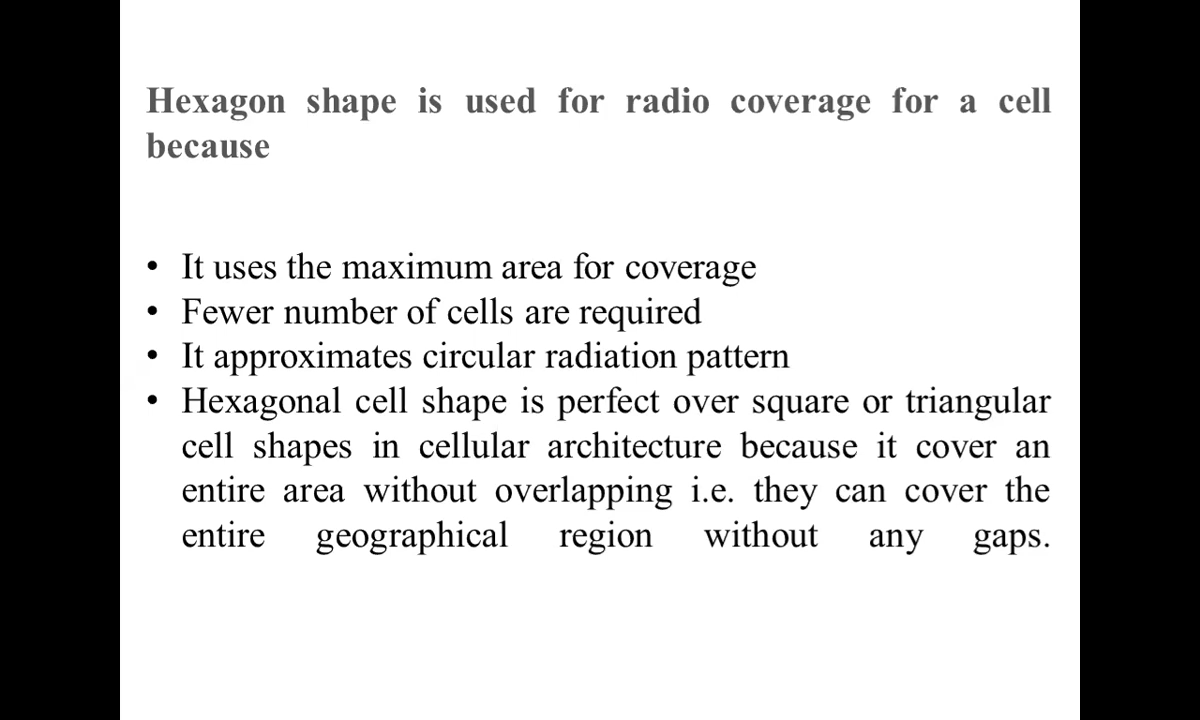 Hexagon shape is used for radio coverage for a cell
because
• It uses the maximum area for coverage
• Fewer number of cells are required
• It approximates circular radiation pattern
• Hexagonal cell shape is perfect over square or triangular
cell shapes in cellular architecture because it cover an
entire area without overlapping i.e. they can cover the
entire geographical region without any gaps.